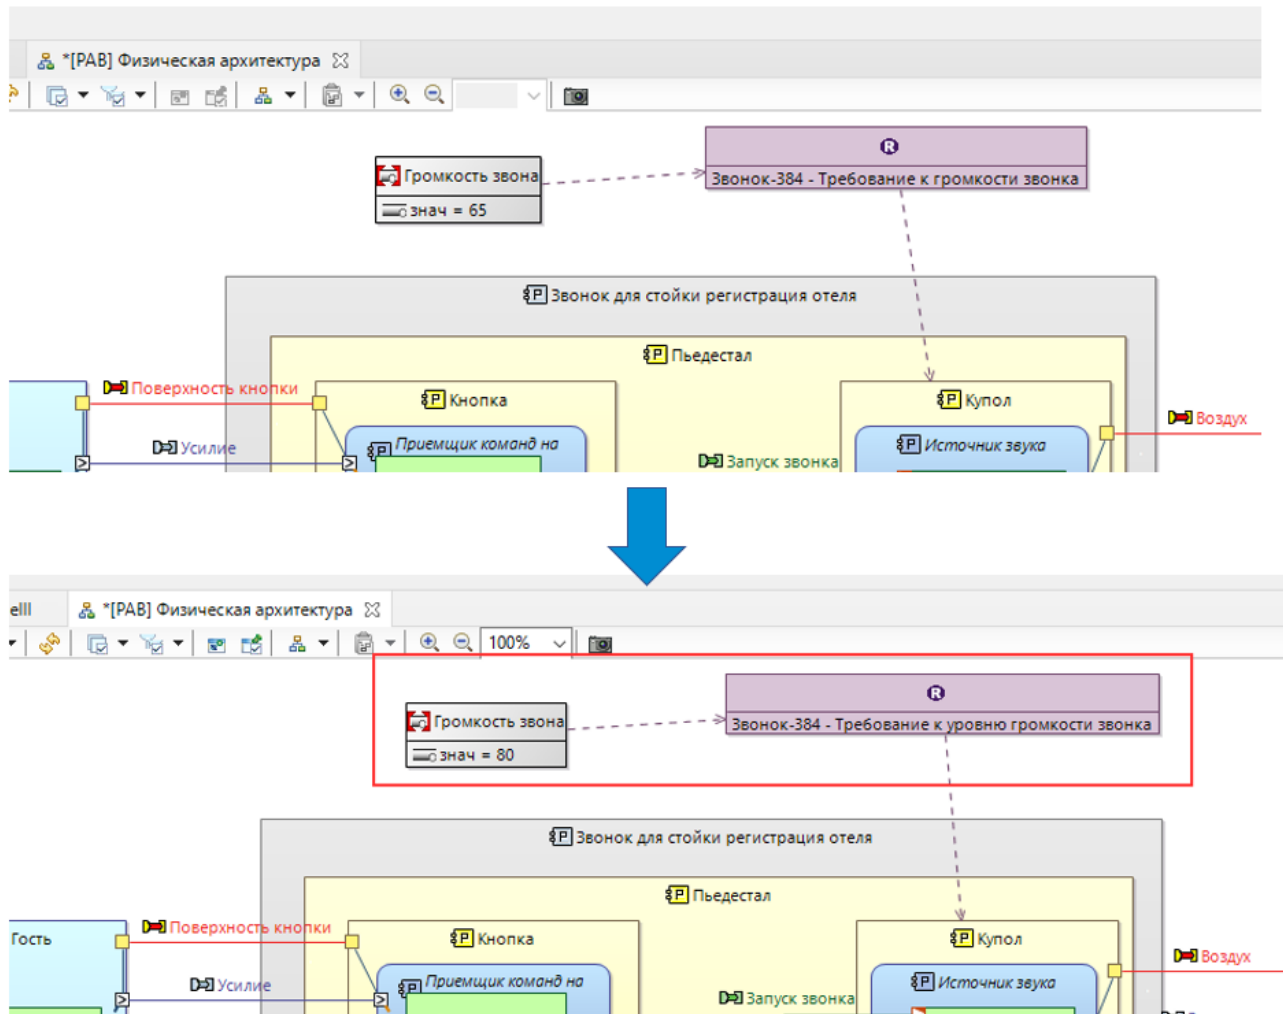 *[PAB] Физическая архитектура
Громкость звона
знач = 65
Звонок-384 - Требование к громкости звонка
Звонок для стойки регистрация отеля
Пьедестал
Поверхность кнопки
Кнопка
Купол
Воздух
Усилие
Приемщик команд на
Источник звука
Запуск звонка
elll
*[PAB] Физическая архитектура
100%
Громкость звона
знач = 80
Звонок-384 - Требование к уровню громкости звонка
Звонок для стойки регистрация отеля
Пьедестал
Гость
Поверхность кнопки
Кнопка
Купол
Воздух
Усилие
Приемщик команд на
Источник звука
Запуск звонка